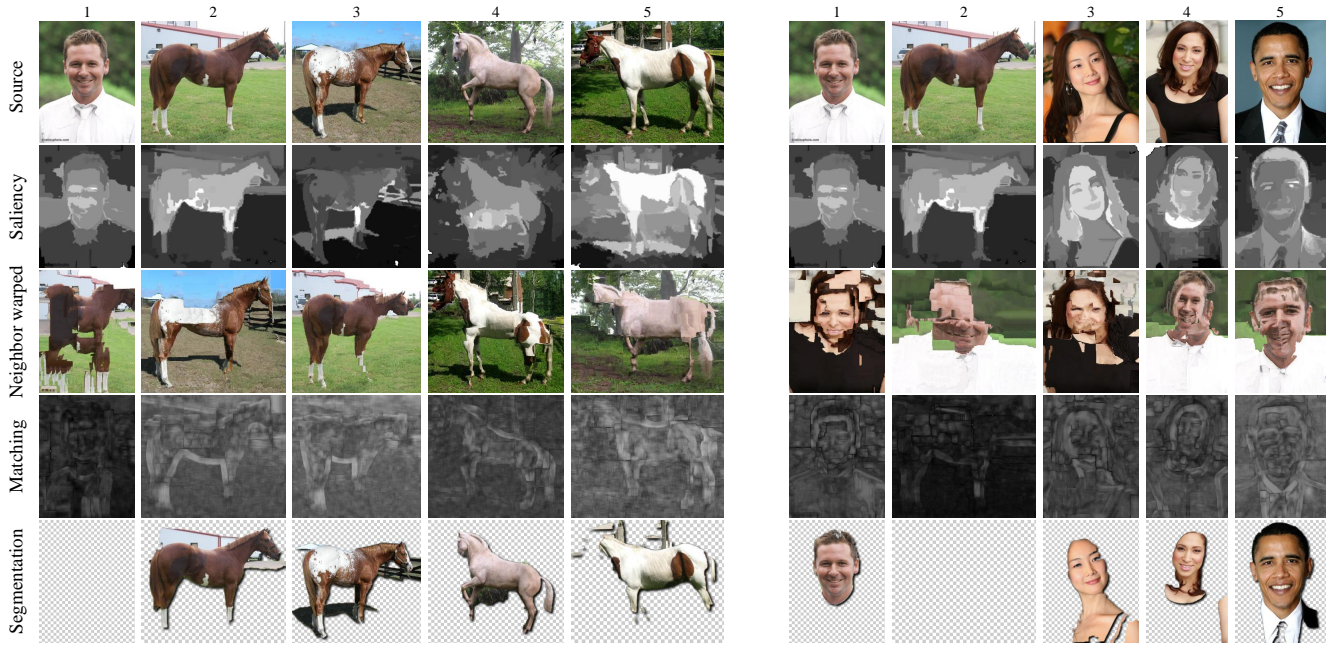 1 2 3 4 5 1 2 3 4 5
Source
Saliency
Neighbor warped
Matching
Segmentation